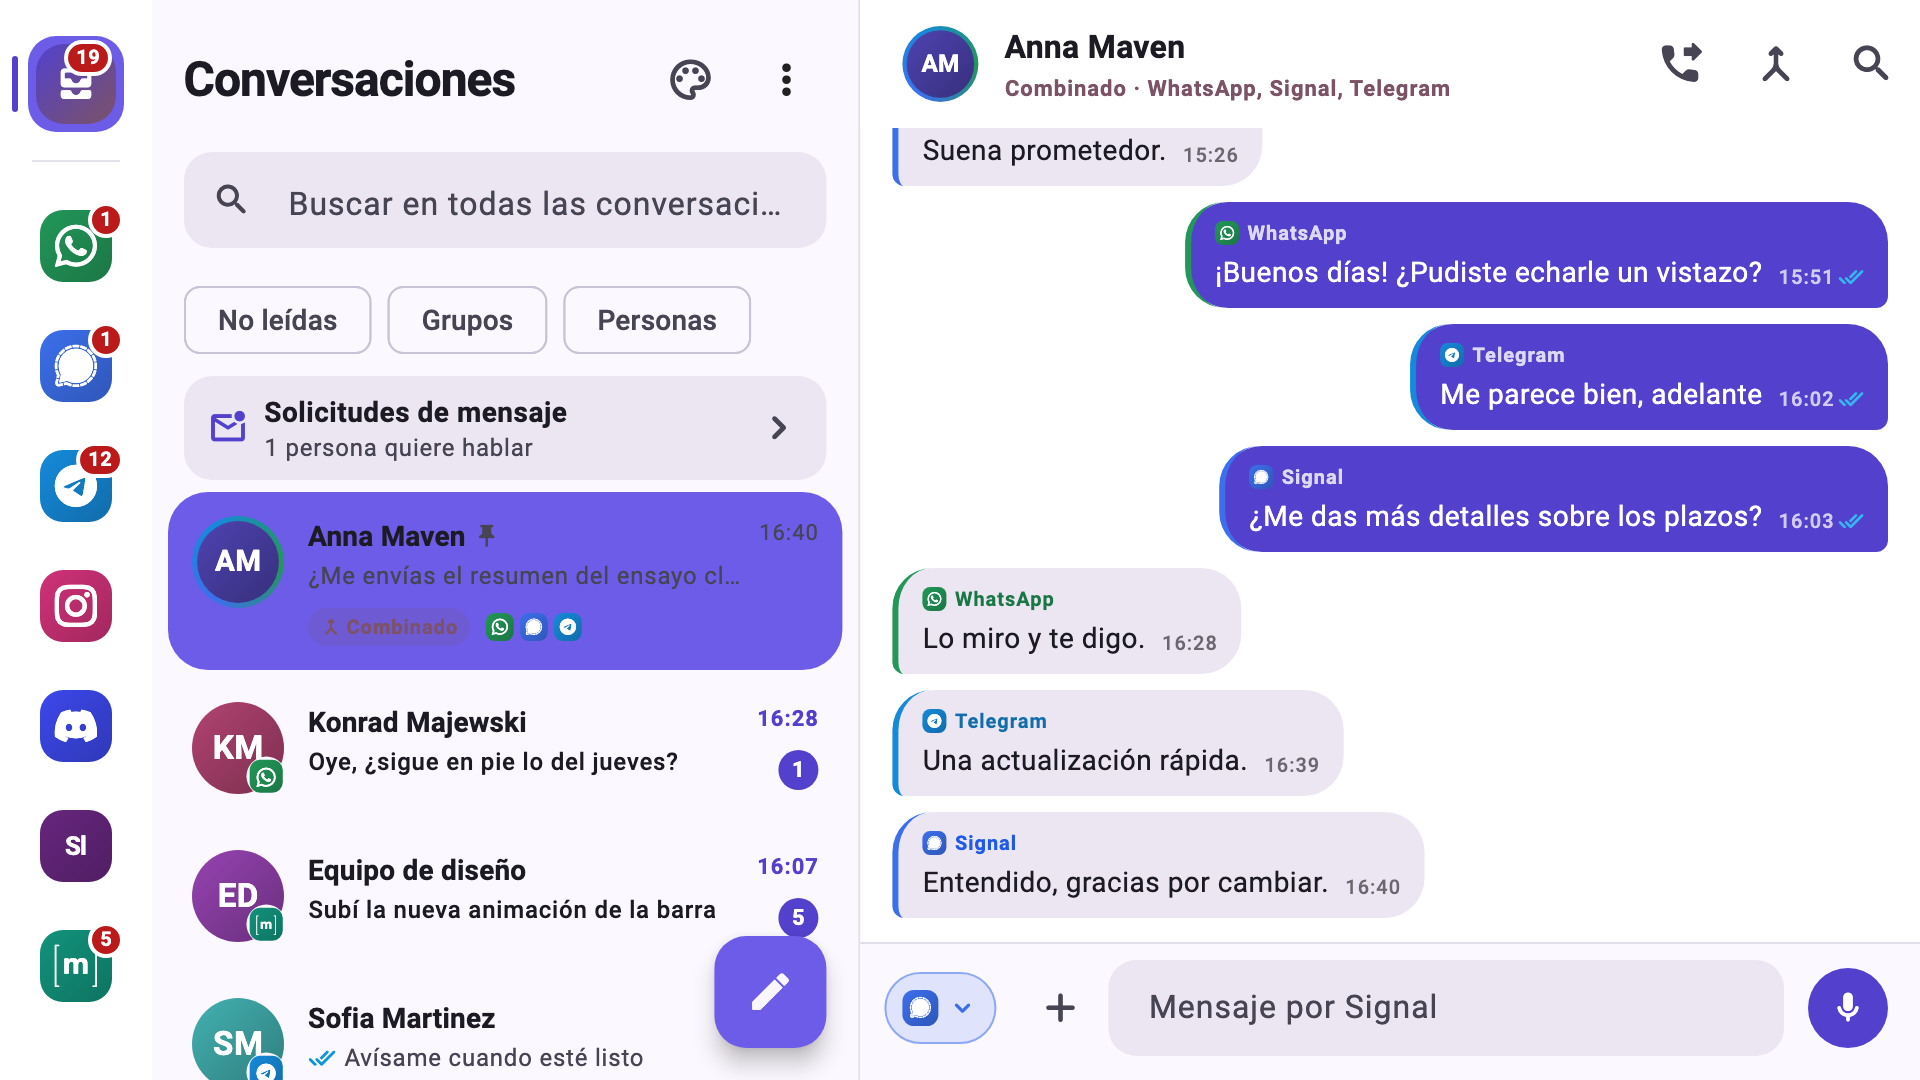 19
1
1
12
SI
[m]
5
Conversaciones
Buscar en todas las conversaci...
No leídas
Grupos
Personas
Solicitudes de mensaje
1 persona quiere hablar
AM
Anna Maven
16:40
¿Me envías el resumen del ensayo cl...
Combinado
KM
Konrad Majewski
16:28
Oye, ¿sigue en pie lo del jueves?
1
ED
[m]
Equipo de diseño
16:07
Subí la nueva animación de la barra
5
SM
Sofia Martinez
Avísame cuando esté listo
AM
Anna Maven
Combinado · WhatsApp, Signal, Telegram
Suena prometedor. 15:26
WhatsApp
¡Buenos días! ¿Pudiste echarle un vistazo? 15:51
Telegram
Me parece bien, adelante 16:02
Signal
¿Me das más detalles sobre los plazos? 16:03
WhatsApp
Lo miro y te digo. 16:28
Telegram
Una actualización rápida. 16:39
Signal
Entendido, gracias por cambiar. 16:40
Mensaje por Signal